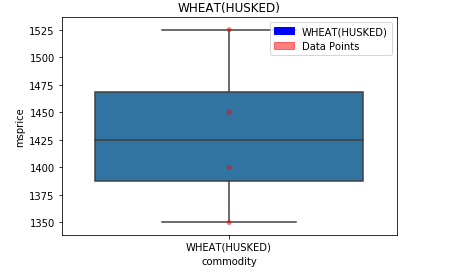 WHEAT(HUSKED)
WHEAT(HUSKED)
Data Points
1525
1500
1475
1450
1425
1400
1375
1350
msprice
WHEAT(HUSKED)
commodity